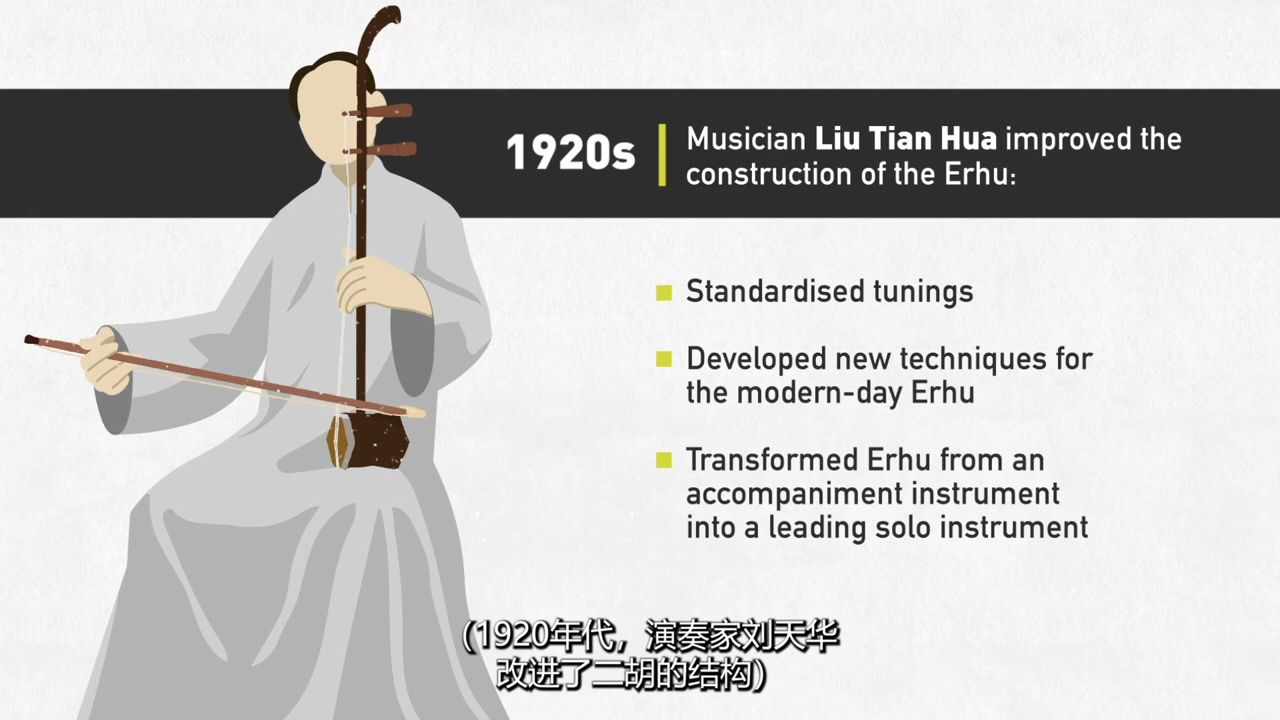 1920s
Musician Liu Tian Hua improved the
construction of the Erhu:
Standardised tunings
Developed new techniques for
the modern-day Erhu
Transformed Erhu from an
accompaniment instrument
into a leading solo instrument
(1920年代，演奏家刘天华
改进了二胡的结构)